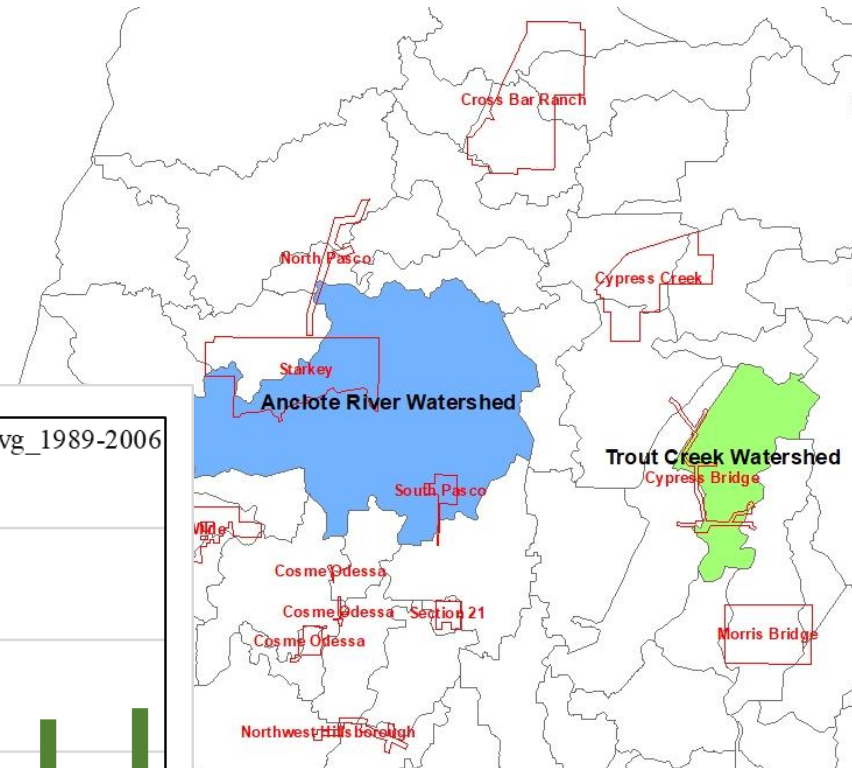 Cross Bar Ranch
North Pasco
Cypress Creek
Starkey
Anclote River Watershed
vg_1989-2006
Trout Creek Watershed
Cypress Bridge
South Pasco
Cosme Odessa
Cosme Odessa
Section 21
Cosme Odessa
Morris Bridge
Northwest Hillsborough